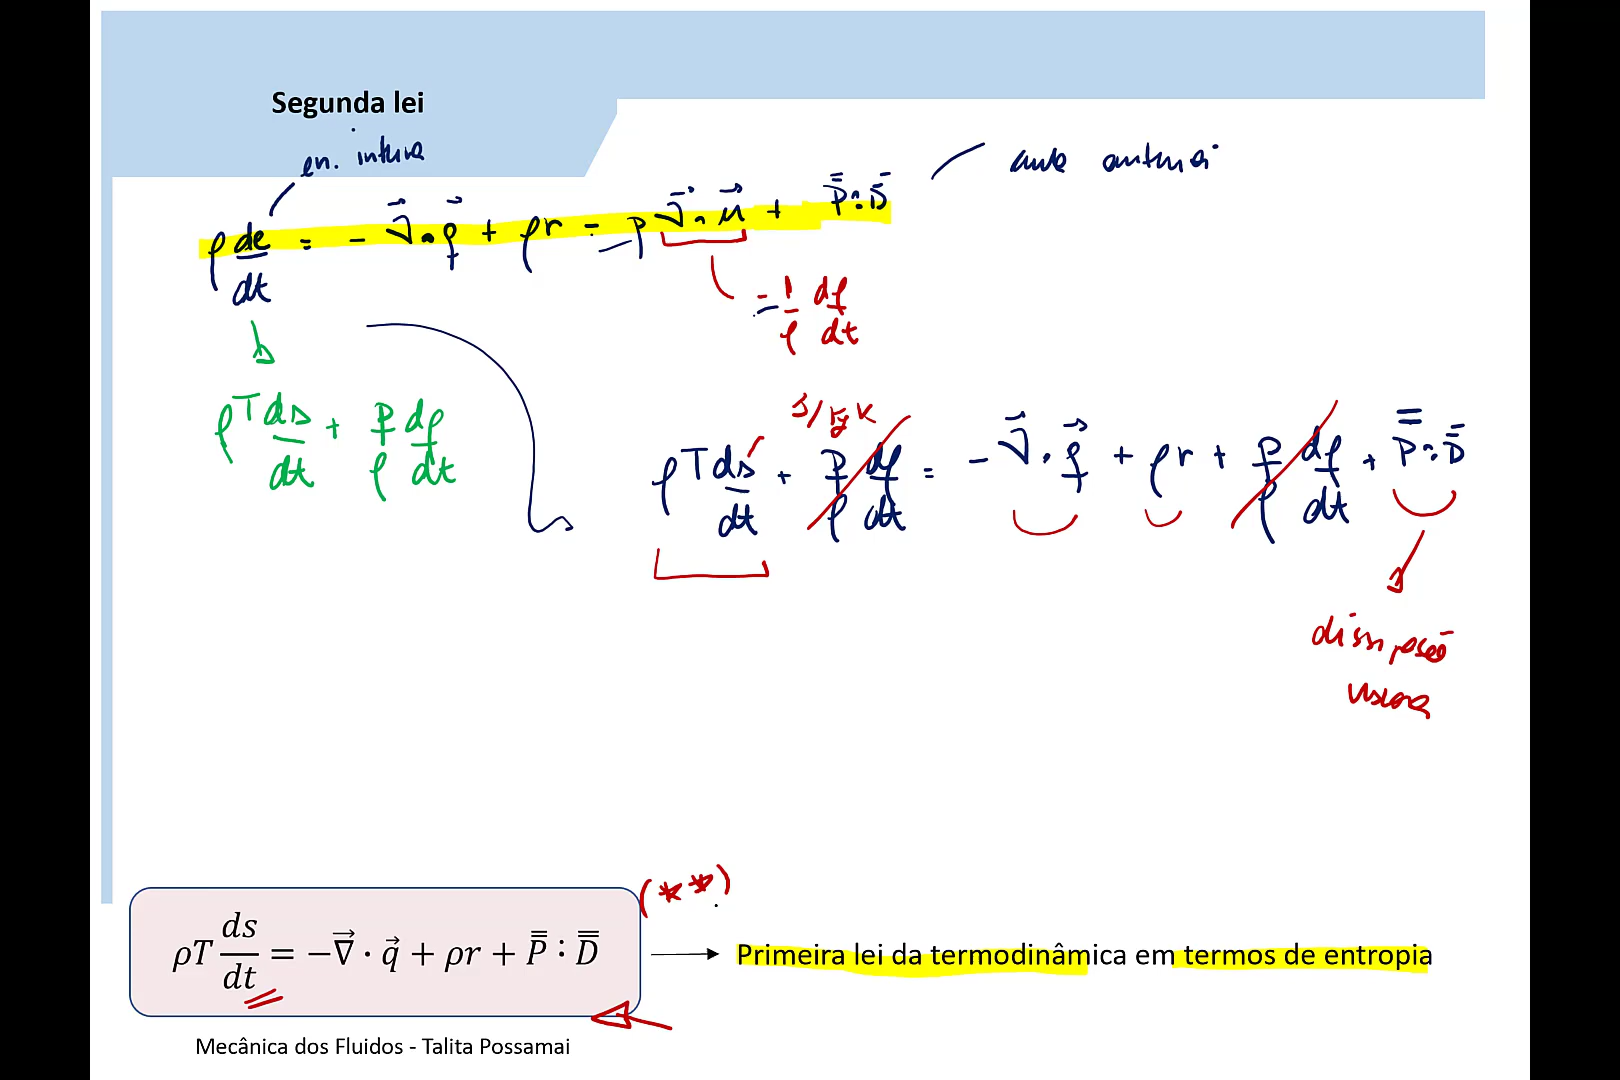 Segunda lei
en. interna
aula anterior
ρ de/dt = - ∇⃗ · q⃗ + ρr - p ∇⃗ · u⃗ + P̿ : D̿
= - 1/ρ dρ/dt
ρT ds/dt + p/ρ dρ/dt
J/kg K
ρT ds/dt + p/ρ dρ/dt = - ∇⃗ · q⃗ + ρr + p/ρ dρ/dt + P̿ : D̿
dissipação
viscosa
(**)
ρT ds/dt = −∇⃗ · q⃗ + ρr + P̿ : D̿
Primeira lei da termodinâmica em termos de entropia
Mecânica dos Fluidos - Talita Possamai